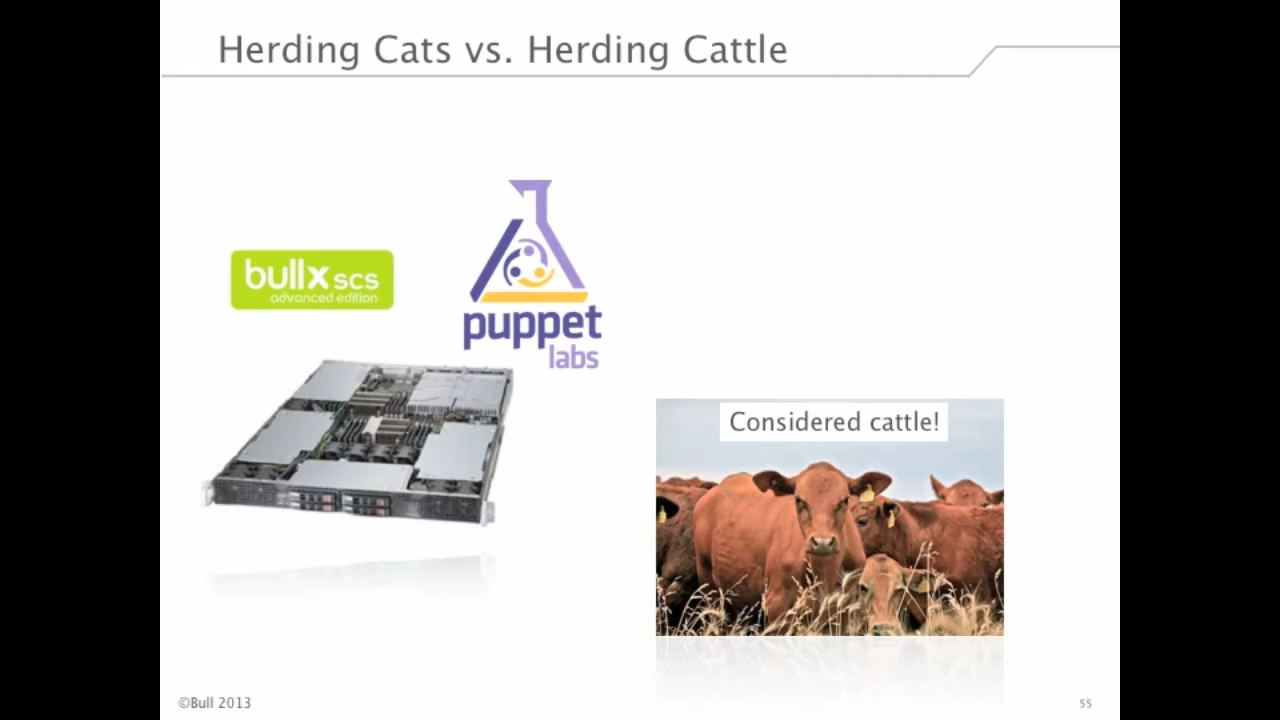 Herding Cats vs. Herding Cattle
bullx scs
advanced edition
puppet
labs
Considered cattle!
©Bull 2013
55